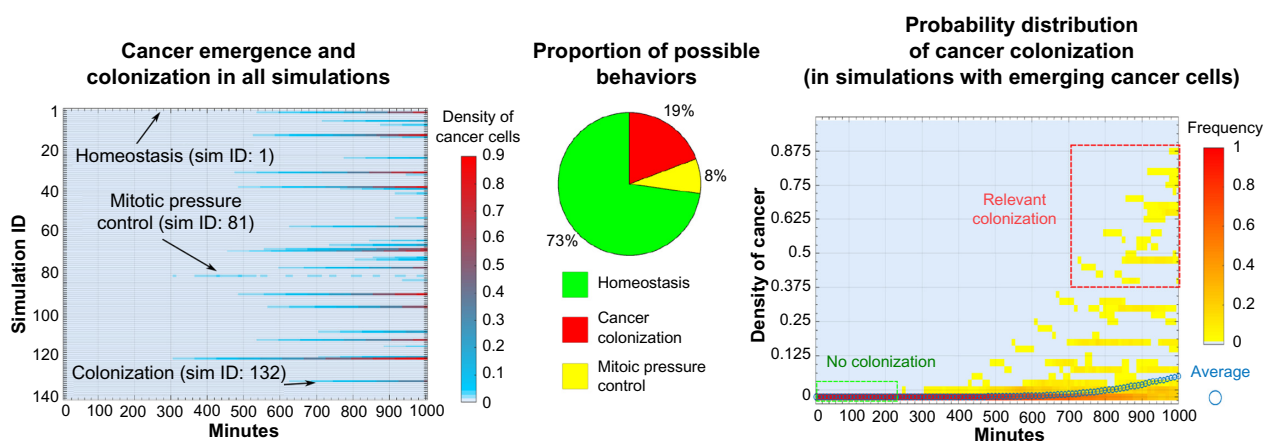 Cancer emergence and
colonization in all simulations
Simulation ID
1
20
40
60
80
100
120
140
Homeostasis (sim ID: 1)
Mitotic pressure
control (sim ID: 81)
Colonization (sim ID: 132)
0 100 200 300 400 500 600 700 800 900 1000
Minutes
Density of
cancer cells
0.9
0.8
0.7
0.6
0.5
0.4
0.3
0.2
0.1
0
Proportion of possible
behaviors
19%
8%
73%
Homeostasis
Cancer
colonization
Mitoic pressure
control
Probability distribution
of cancer colonization
(in simulations with emerging cancer cells)
Density of cancer
0.875
0.75
0.625
0.5
0.375
0.25
0.125
0
Relevant
colonization
No colonization
0 100 200 300 400 500 600 700 800 900 1000
Minutes
Frequency
1
0.8
0.6
0.4
0.2
0
Average